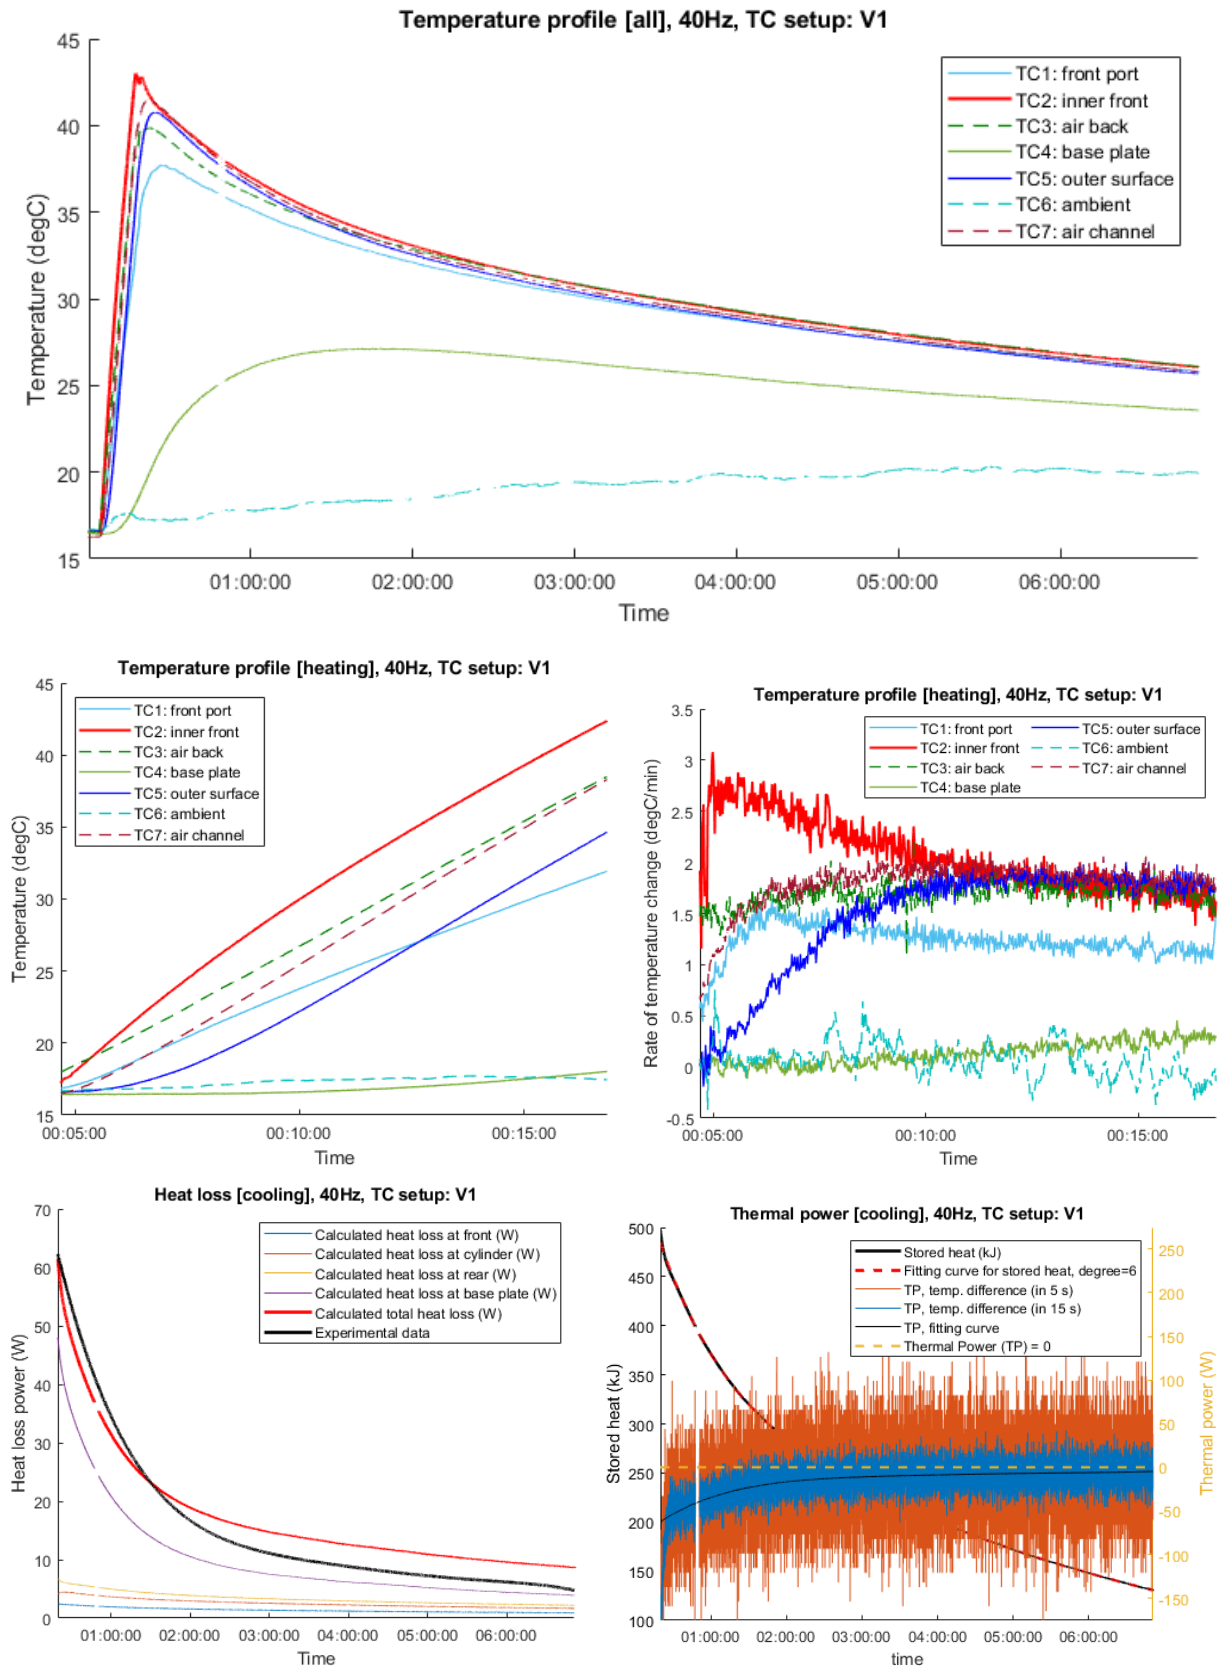 Temperature profile [all], 40Hz, TC setup: V1
45
40
35
30
25
20
15
Temperature (degC)
TC1: front port
TC2: inner front
TC3: air back
TC4: base plate
TC5: outer surface
TC6: ambient
TC7: air channel
01:00:00 02:00:00 03:00:00 04:00:00 05:00:00 06:00:00
Time
Temperature profile [heating], 40Hz, TC setup: V1
45
40
35
30
25
20
15
Temperature (degC)
TC1: front port
TC2: inner front
TC3: air back
TC4: base plate
TC5: outer surface
TC6: ambient
TC7: air channel
00:05:00 00:10:00 00:15:00
Time
Temperature profile [heating], 40Hz, TC setup: V1
3.5
3
2.5
2
1.5
1
0.5
0
-0.5
Rate of temperature change (degC/min)
TC1: front port
TC2: inner front
TC3: air back
TC4: base plate
TC5: outer surface
TC6: ambient
TC7: air channel
00:05:00 00:10:00 00:15:00
Time
Heat loss [cooling], 40Hz, TC setup: V1
70
60
50
40
30
20
10
0
Heat loss power (W)
Calculated heat loss at front (W)
Calculated heat loss at cylinder (W)
Calculated heat loss at rear (W)
Calculated heat loss at base plate (W)
Calculated total heat loss (W)
Experimental data
01:00:00 02:00:00 03:00:00 04:00:00 05:00:00 06:00:00
Time
Thermal power [cooling], 40Hz, TC setup: V1
500
450
400
350
300
250
200
150
100
Stored heat (kJ)
Stored heat (kJ)
Fitting curve for stored heat, degree=6
TP, temp. difference (in 5 s)
TP, temp. difference (in 15 s)
TP, fitting curve
Thermal Power (TP) = 0
250
200
150
100
50
0
-50
-100
-150
Thermal power (W)
01:00:00 02:00:00 03:00:00 04:00:00 05:00:00 06:00:00
time